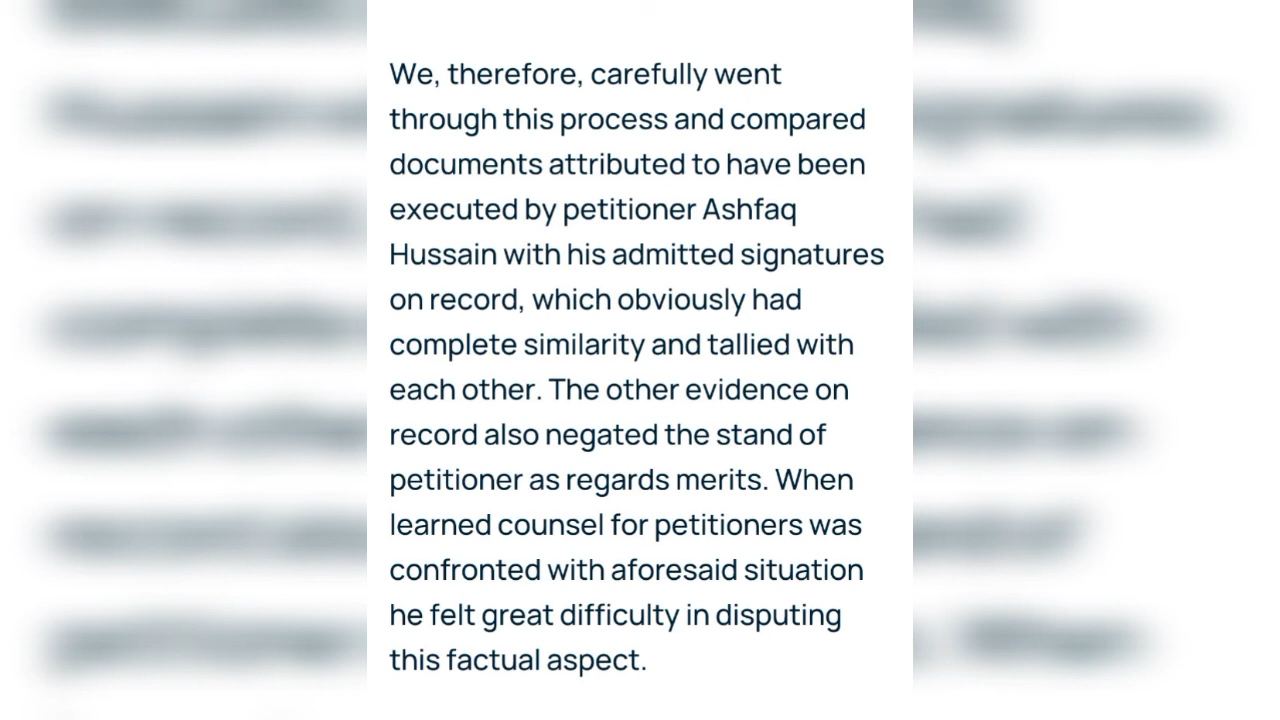 We, therefore, carefully went
through this process and compared
documents attributed to have been
executed by petitioner Ashfaq
Hussain with his admitted signatures
on record, which obviously had
complete similarity and tallied with
each other. The other evidence on
record also negated the stand of
petitioner as regards merits. When
learned counsel for petitioners was
confronted with aforesaid situation
he felt great difficulty in disputing
this factual aspect.